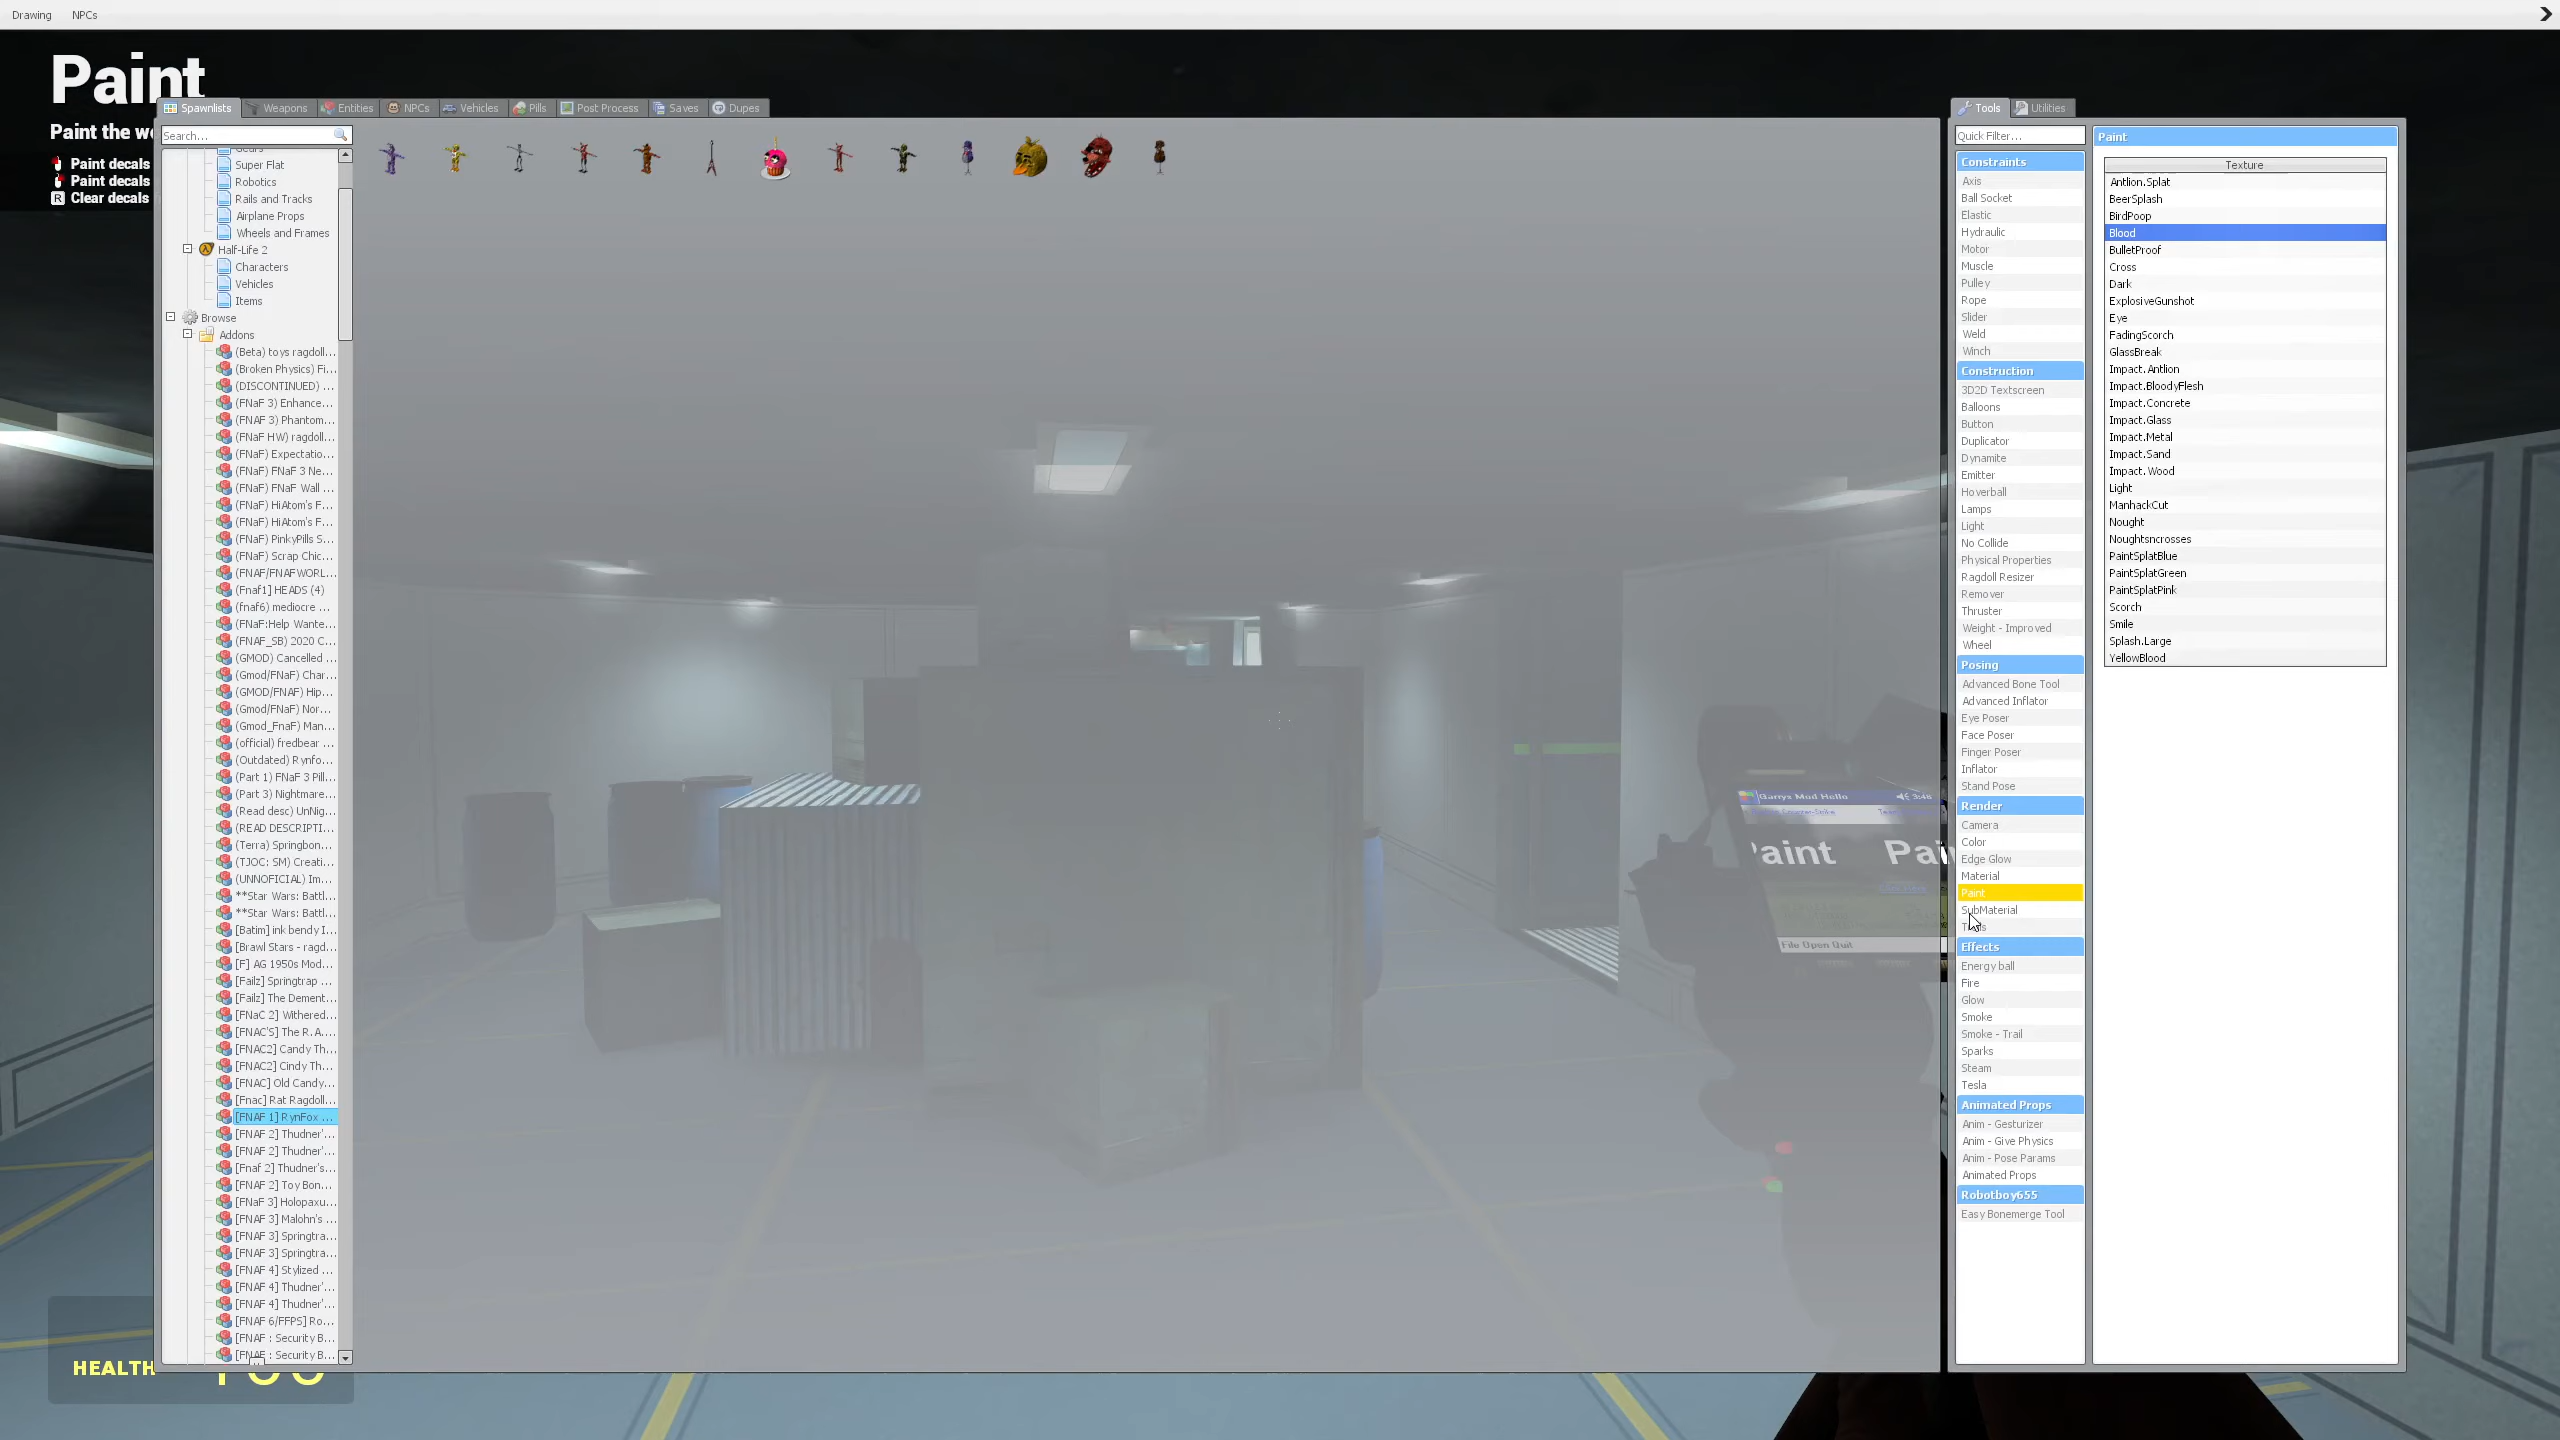 Drawing NPCs
Paint
Paint the w
Paint decals
Paint decals
R Clear decals
Spawnlists Weapons Entities NPCs Vehicles Pills Post Process Saves Dupes
Search...
Gears
Super Flat
Robotics
Rails and Tracks
Airplane Props
Wheels and Frames
Half-Life 2
Characters
Vehicles
Items
Browse
Addons
(Beta) toys ragdoll...
(Broken Physics) Fi...
(DISCONTINUED) ...
(FNaF 3) Enhance...
(FNAF 3) Phantom...
(FNaF HW) ragdoll...
(FNaF) Expectatio...
(FNaF) FNaF 3 Ne...
(FNaF) FNaF Wall ...
(FNaF) HiAtom's F...
(FNaF) HiAtom's F...
(FNaF) PinkyPills S...
(FNaF) Scrap Chic...
(FNAF/FNAFWORL...
(Fnaf1] HEADS (4)
(fnaf6) mediocre ...
(FNaF:Help Wante...
(FNAF_SB) 2020 C...
(GMOD) Cancelled ...
(Gmod/FNaF) Char...
(GMOD/FNAF) Hip...
(Gmod/FNaF) Nor...
(Gmod_FnaF) Man...
(official) fredbear ...
(Outdated) Rynfo...
(Part 1) FNaF 3 Pill...
(Part 3) Nightmare...
(Read desc) UnNig...
(READ DESCRIPTI...
(Terra) Springbon...
(TJOC: SM) Creati...
(UNNOFICIAL) Im...
**Star Wars: Battl...
**Star Wars: Battl...
[Batim] ink bendy I...
[Brawl Stars - ragd...
[F] AG 1950s Mod...
[Failz] Springtrap ...
[Failz] The Dement...
[FNaC 2] Withered...
[FNAC'S] The R.A....
[FNAC2] Candy Th...
[FNAC2] Cindy Th...
[FNAC] Old Candy...
[Fnac] Rat Ragdoll...
[FNAF 1] RynFox ...
[FNAF 2] Thudner'...
[FNAF 2] Thudner'...
[Fnaf 2] Thudner's...
[FNAF 2] Toy Bon...
[FNaF 3] Holopaxu...
[FNAF 3] Malohn's ...
[FNAF 3] Springtra...
[FNAF 3] Springtra...
[FNAF 4] Stylized ...
[FNAF 4] Thudner'...
[FNAF 4] Thudner'...
[FNAF 6/FFPS] Ro...
[FNAF : Security B...
[FNAF : Security B...
HEALTH 100
Garrys Mod Hello 3:48
Paint Pai
File Open Quit
Tools Utilities
Quick Filter...
Constraints
Axis
Ball Socket
Elastic
Hydraulic
Motor
Muscle
Pulley
Rope
Slider
Weld
Winch
Construction
3D2D Textscreen
Balloons
Button
Duplicator
Dynamite
Emitter
Hoverball
Lamps
Light
No Collide
Physical Properties
Ragdoll Resizer
Remover
Thruster
Weight - Improved
Wheel
Posing
Advanced Bone Tool
Advanced Inflator
Eye Poser
Face Poser
Finger Poser
Inflator
Stand Pose
Render
Camera
Color
Edge Glow
Material
Paint
SubMaterial
Trails
Effects
Energy ball
Fire
Glow
Smoke
Smoke - Trail
Sparks
Steam
Tesla
Animated Props
Anim - Gesturizer
Anim - Give Physics
Anim - Pose Params
Animated Props
Robotboy655
Easy Bonemerge Tool
Paint
Texture
Antlion.Splat
BeerSplash
BirdPoop
Blood
BulletProof
Cross
Dark
ExplosiveGunshot
Eye
FadingScorch
GlassBreak
Impact.Antlion
Impact.BloodyFlesh
Impact.Concrete
Impact.Glass
Impact.Metal
Impact.Sand
Impact.Wood
Light
ManhackCut
Nought
Noughtsncrosses
PaintSplatBlue
PaintSplatGreen
PaintSplatPink
Scorch
Smile
Splash.Large
YellowBlood